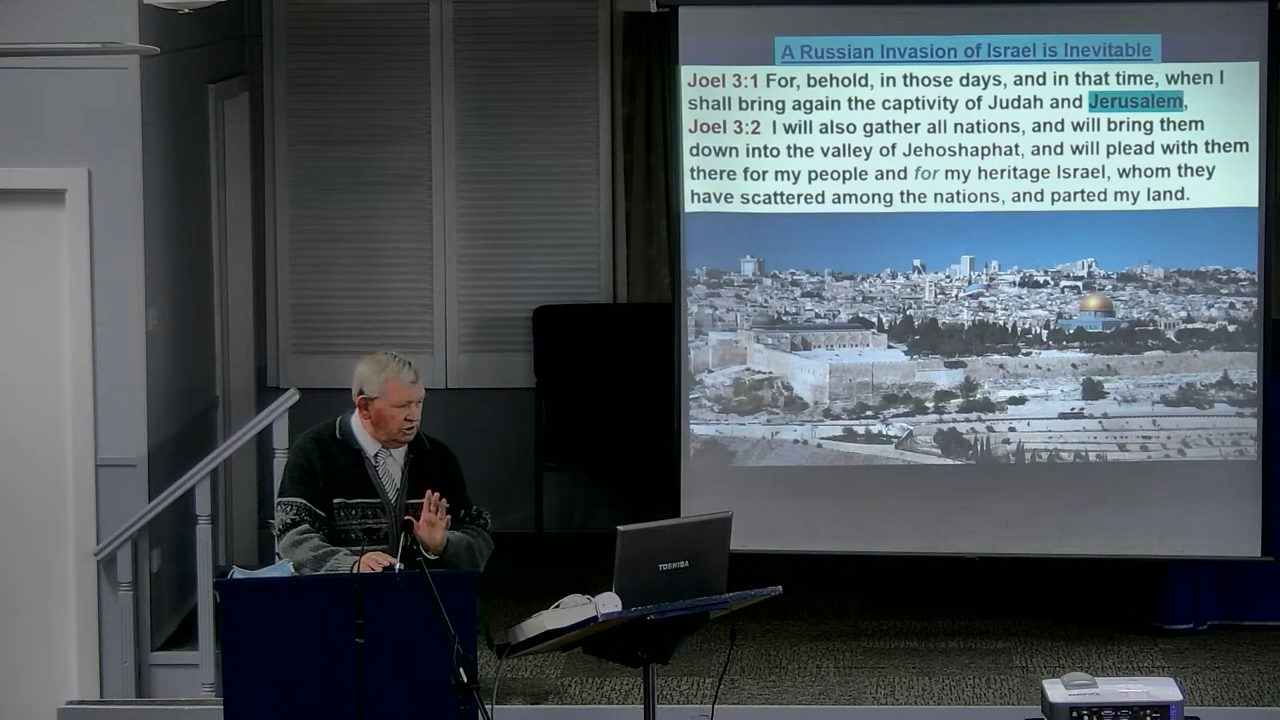 A Russian Invasion of Israel is Inevitable
Joel 3:1 For, behold, in those days, and in that time, when I
shall bring again the captivity of Judah and Jerusalem,
Joel 3:2 I will also gather all nations, and will bring them
down into the valley of Jehoshaphat, and will plead with them
there for my people and for my heritage Israel, whom they
have scattered among the nations, and parted my land.
TOSHIBA